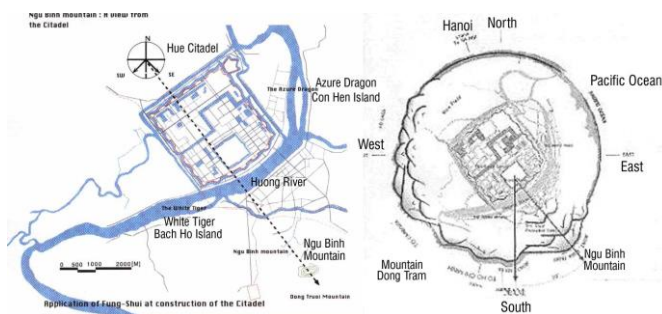 Ngu Binh mountain : A View from
the Citadel
N
SW
SE
Hue Citadel
The Azure Dragon
Azure Dragon
Con Hen Island
Huong River
The White Tiger
White Tiger
Bach Ho Island
Ngu Binh mountain
Ngu Binh
Mountain
0 500 1000 2000[M]
Dong Truoi Mountain
Application of Fung-Shui at construction of the Citadel
Hanoi
North
Pacific Ocean
West
EAST
East
Ngu Binh
Mountain
Mountain
Dong Tram
South